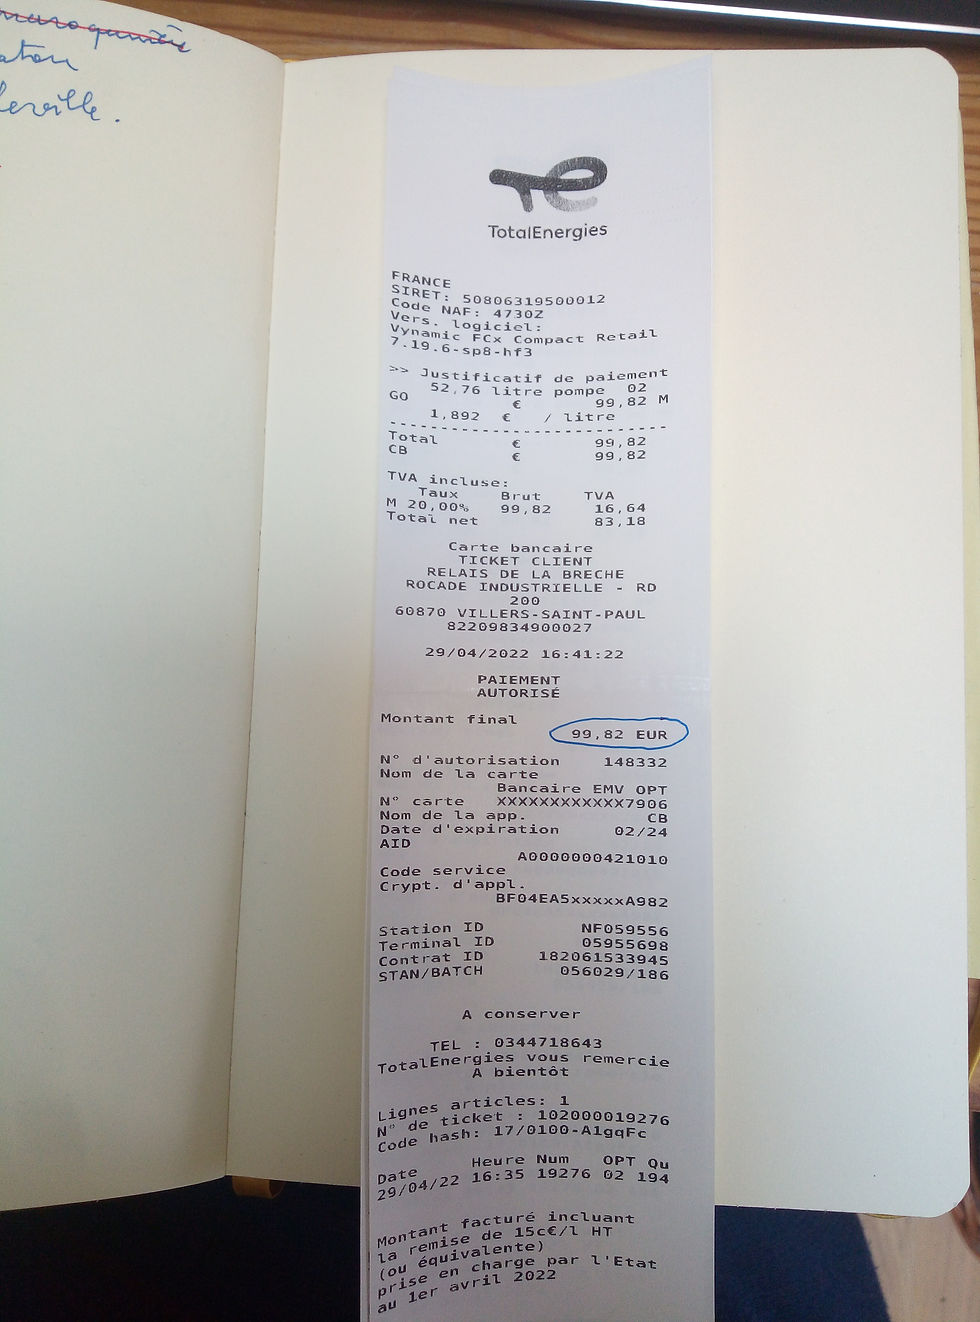 TotalEnergies
FRANCE
SIRET: 50806319500012
Code NAF: 4730Z
Vers. logiciel:
Vynamic FCx Compact Retail
7.19.6-sp8-hf3
>> Justificatif de paiement
52,76 litre pompe 02
GO € 99,82 M
1,892 € / litre
Total € 99,82
CB € 99,82
TVA incluse:
Taux Brut TVA
M 20,00% 99,82 16,64
Total net 83,18
Carte bancaire
TICKET CLIENT
RELAIS DE LA BRECHE
ROCADE INDUSTRIELLE - RD
200
60870 VILLERS-SAINT-PAUL
82209834900027
29/04/2022 16:41:22
PAIEMENT
AUTORISÉ
Montant final
99,82 EUR
N° d'autorisation 148332
Nom de la carte
Bancaire EMV OPT
N° carte XXXXXXXXXXXX7906
Nom de la app. CB
Date d'expiration 02/24
AID
A0000000421010
Code service
Crypt. d'appl.
BF04EA5xxxxxA982
Station ID NF059556
Terminal ID 05955698
Contrat ID 182061533945
STAN/BATCH 056029/186
A conserver
TEL : 0344718643
TotalEnergies vous remercie
A bientôt
Lignes articles: 1
N° de ticket : 102000019276
Code hash: 17/0100-A1gqFc
Date Heure Num OPT Qu
29/04/22 16:35 19276 02 194
Montant facturé incluant
la remise de 15c€/l HT
(ou équivalente)
prise en charge par l'Etat
au 1er avril 2022